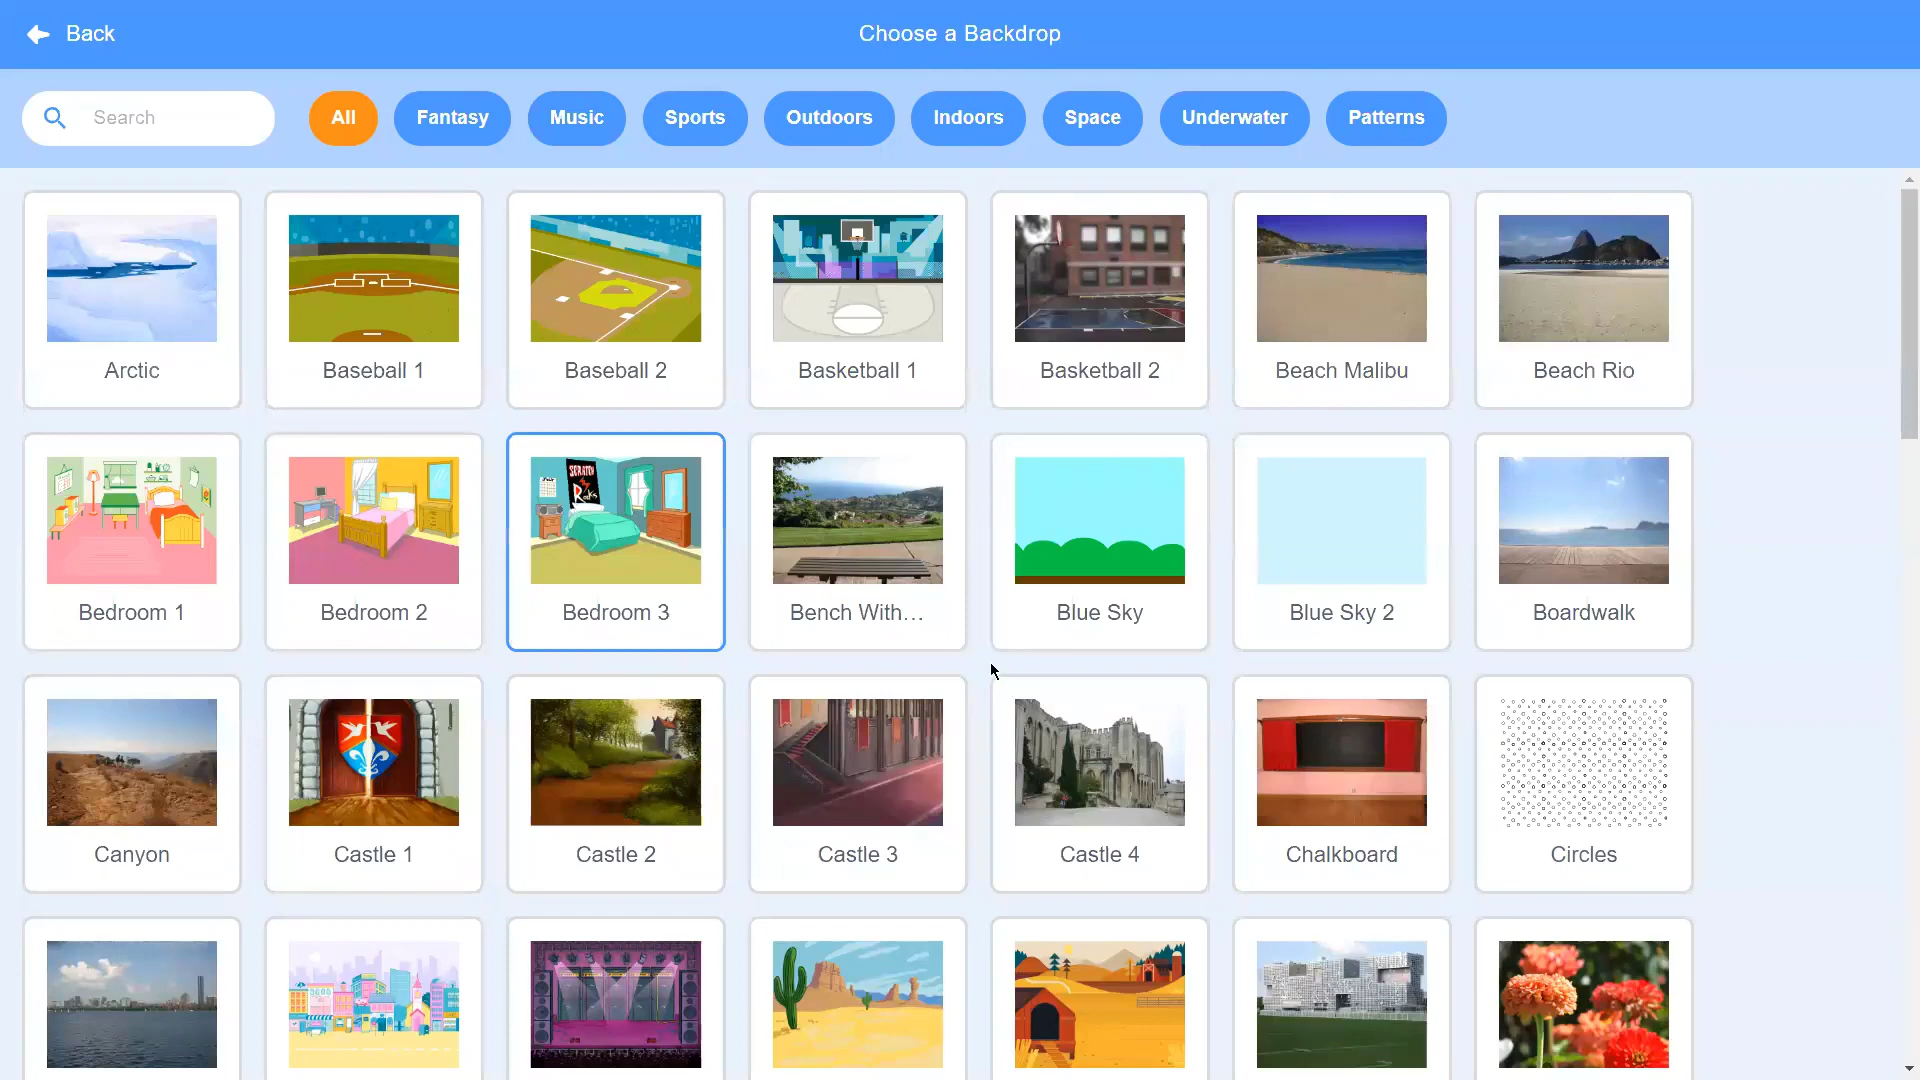 Back
Choose a Backdrop
Search
All
Fantasy
Music
Sports
Outdoors
Indoors
Space
Underwater
Patterns
Arctic
Baseball 1
Baseball 2
Basketball 1
Basketball 2
Beach Malibu
Beach Rio
SCRATCH
Rocks
Bedroom 1
Bedroom 2
Bedroom 3
Bench With...
Blue Sky
Blue Sky 2
Boardwalk
Canyon
Castle 1
Castle 2
Castle 3
Castle 4
Chalkboard
Circles